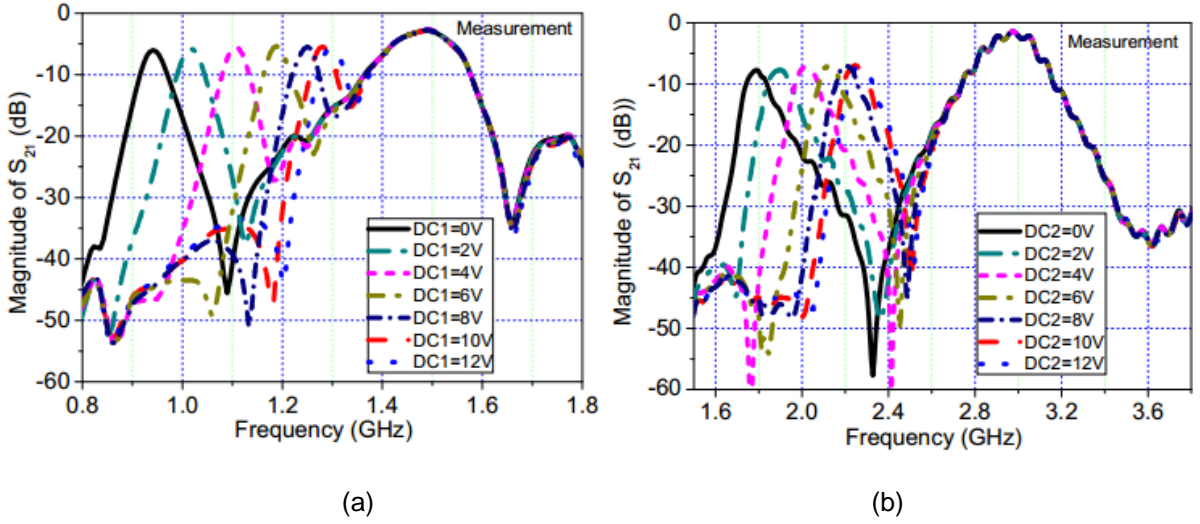 Measurement
Magnitude of S21 (dB)
0
-10
-20
-30
-40
-50
-60
DC1=0V
DC1=2V
DC1=4V
DC1=6V
DC1=8V
DC1=10V
DC1=12V
0.8 1.0 1.2 1.4 1.6 1.8
Frequency (GHz)
(a)
Measurement
Magnitude of S21 (dB))
0
-10
-20
-30
-40
-50
-60
DC2=0V
DC2=2V
DC2=4V
DC2=6V
DC2=8V
DC2=10V
DC2=12V
1.6 2.0 2.4 2.8 3.2 3.6
Frequency (GHz)
(b)